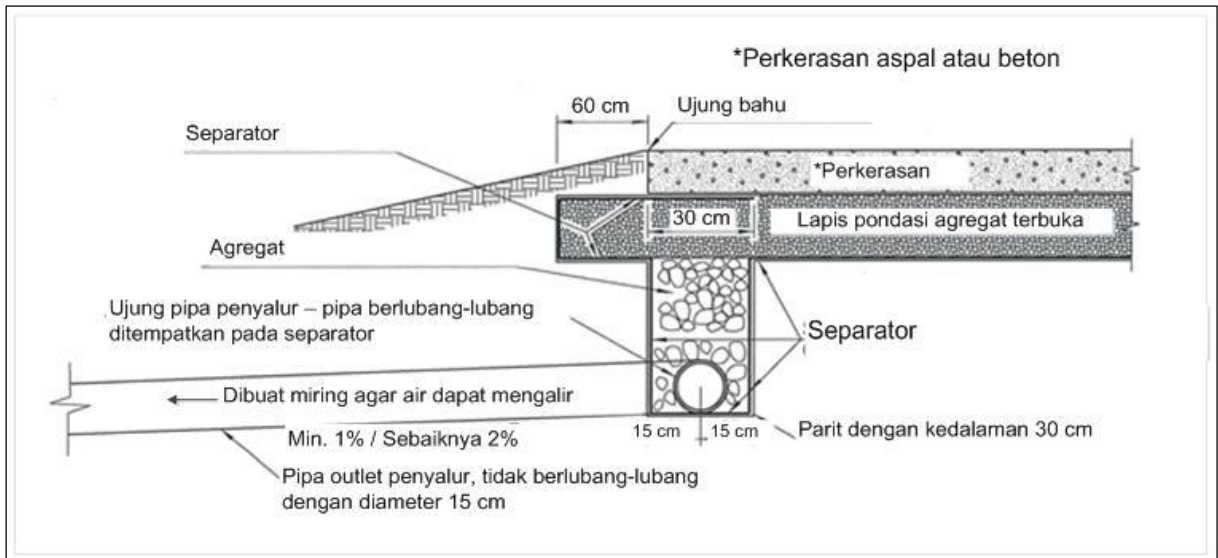 *Perkerasan aspal atau beton
60 cm
Ujung bahu
Separator
*Perkerasan
30 cm
Lapis pondasi agregat terbuka
Agregat
Ujung pipa penyalur – pipa berlubang-lubang
ditempatkan pada separator
Separator
Dibuat miring agar air dapat mengalir
Min. 1% / Sebaiknya 2%
15 cm
15 cm
Parit dengan kedalaman 30 cm
Pipa outlet penyalur, tidak berlubang-lubang
dengan diameter 15 cm